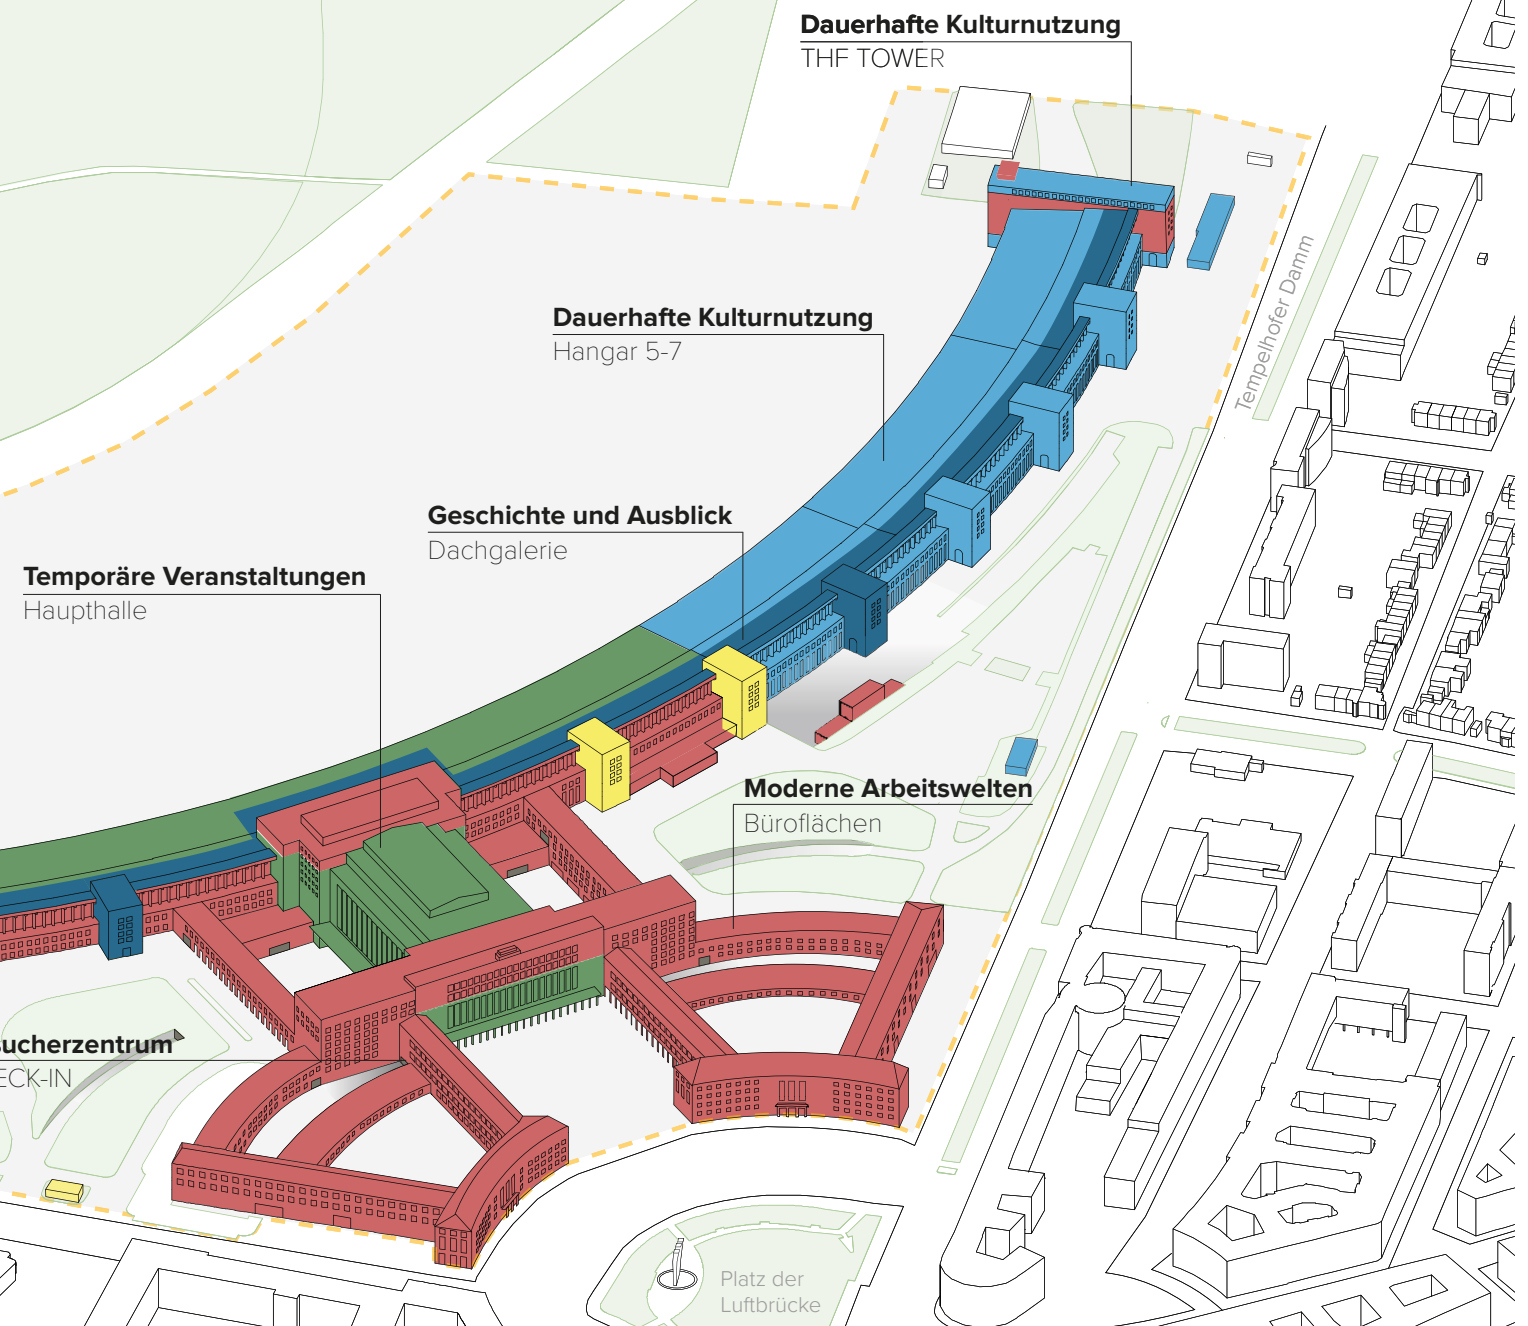 Dauerhafte Kulturnutzung
THF TOWER
Tempelhofer Damm
Dauerhafte Kulturnutzung
Hangar 5-7
Geschichte und Ausblick
Dachgalerie
Temporäre Veranstaltungen
Haupthalle
Moderne Arbeitswelten
Büroflächen
sucherzentrum
ECK-IN
Platz der
Luftbrücke